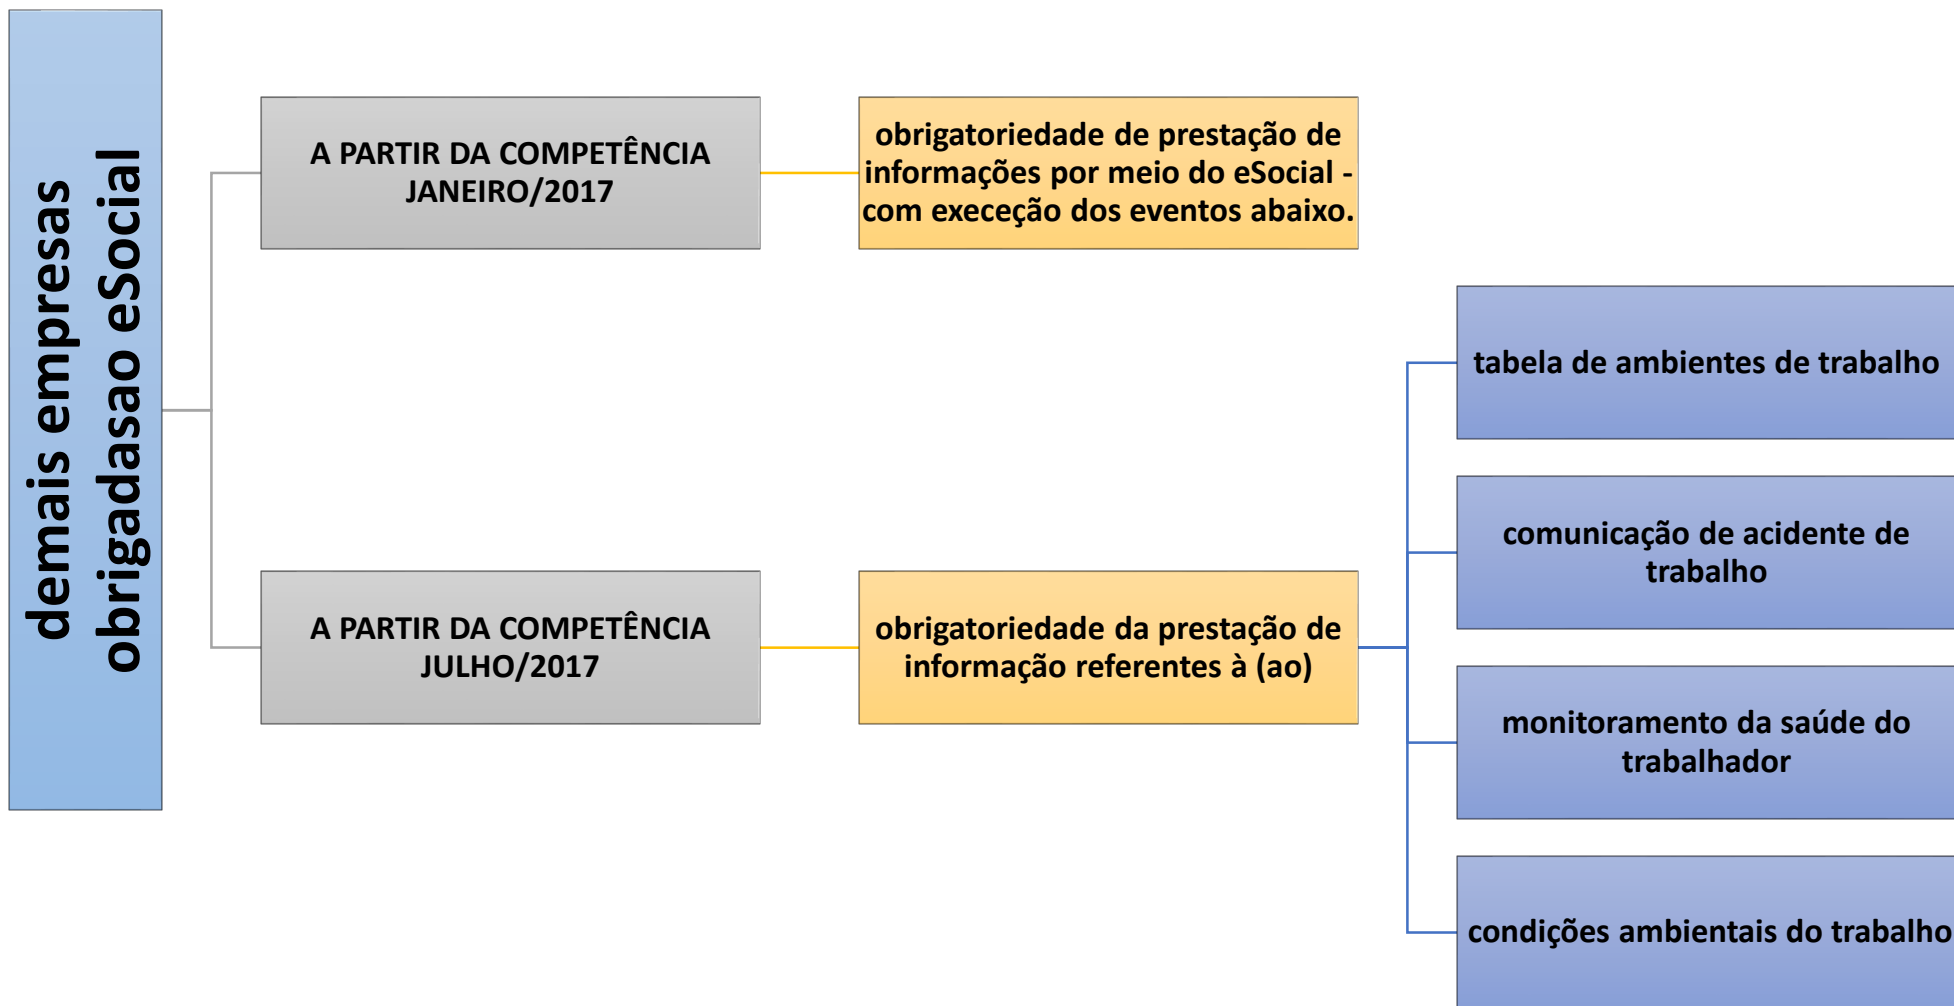 demais empresas
obrigadasao eSocial
A PARTIR DA COMPETÊNCIA
JANEIRO/2017
obrigatoriedade de prestação de
informações por meio do eSocial -
com execeção dos eventos abaixo.
A PARTIR DA COMPETÊNCIA
JULHO/2017
obrigatoriedade da prestação de
informação referentes à (ao)
tabela de ambientes de trabalho
comunicação de acidente de
trabalho
monitoramento da saúde do
trabalhador
condições ambientais do trabalho